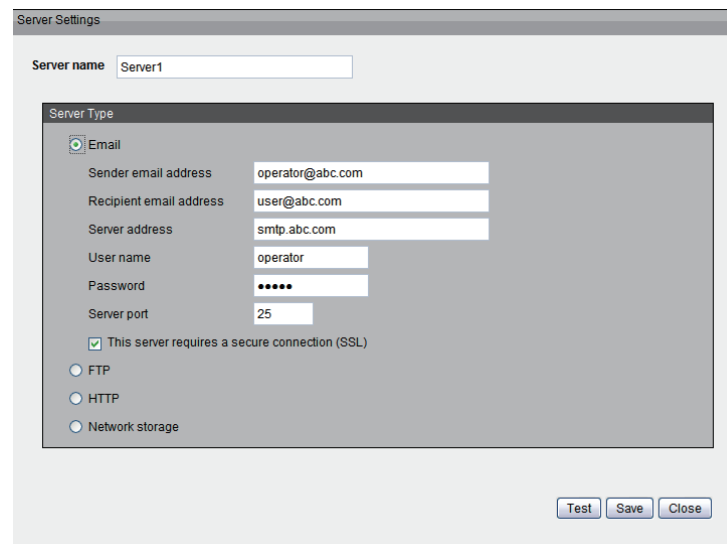 Server Settings
Server name Server1
Server Type
Email
Sender email address operator@abc.com
Recipient email address user@abc.com
Server address smtp.abc.com
User name operator
Password •••••
Server port 25
This server requires a secure connection (SSL)
FTP
HTTP
Network storage
Test Save Close